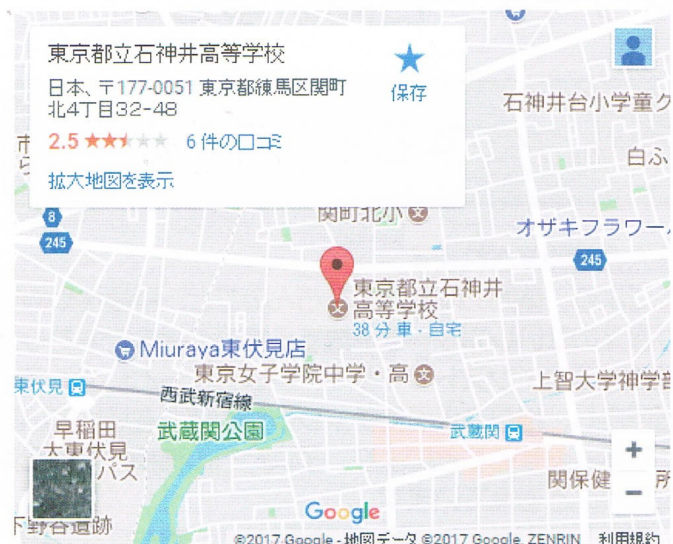 東京都立石神井高等学校
日本、〒177-0051 東京都練馬区関町
北4丁目32-48
保存
2.5 6 件の口コミ
拡大地図を表示
石神井台小学童ク
白ふ
市
ら
関町北小
8
245
オザキフラワー
245
東京都立石神井
高等学校
38 分 車 - 自宅
Miuraya東伏見店
東京女子学院中学・高
東伏見
西武新宿線
上智大学神学部
早稲田
大東伏見
パス
武蔵関公園
武蔵関
+
関保健
所
−
下野谷遺跡
Google
©2017 Google - 地図データ ©2017 Google, ZENRIN 利用規約